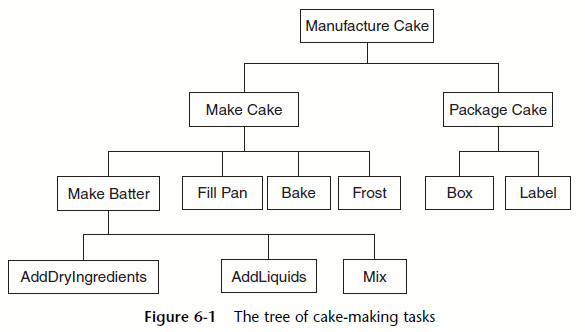 Manufacture Cake
Make Cake
Package Cake
Make Batter
Fill Pan
Bake
Frost
Box
Label
AddDryIngredients
AddLiquids
Mix
Figure 6-1 The tree of cake-making tasks